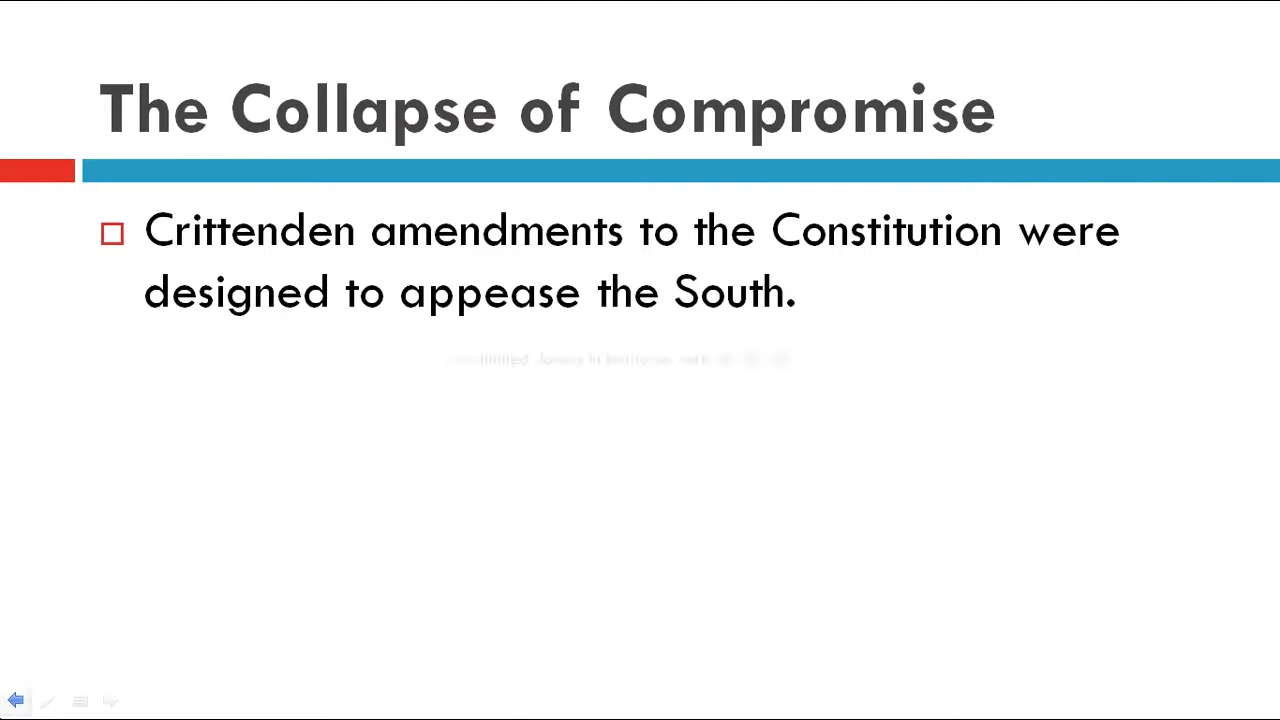 The Collapse of Compromise
Crittenden amendments to the Constitution were
designed to appease the South.